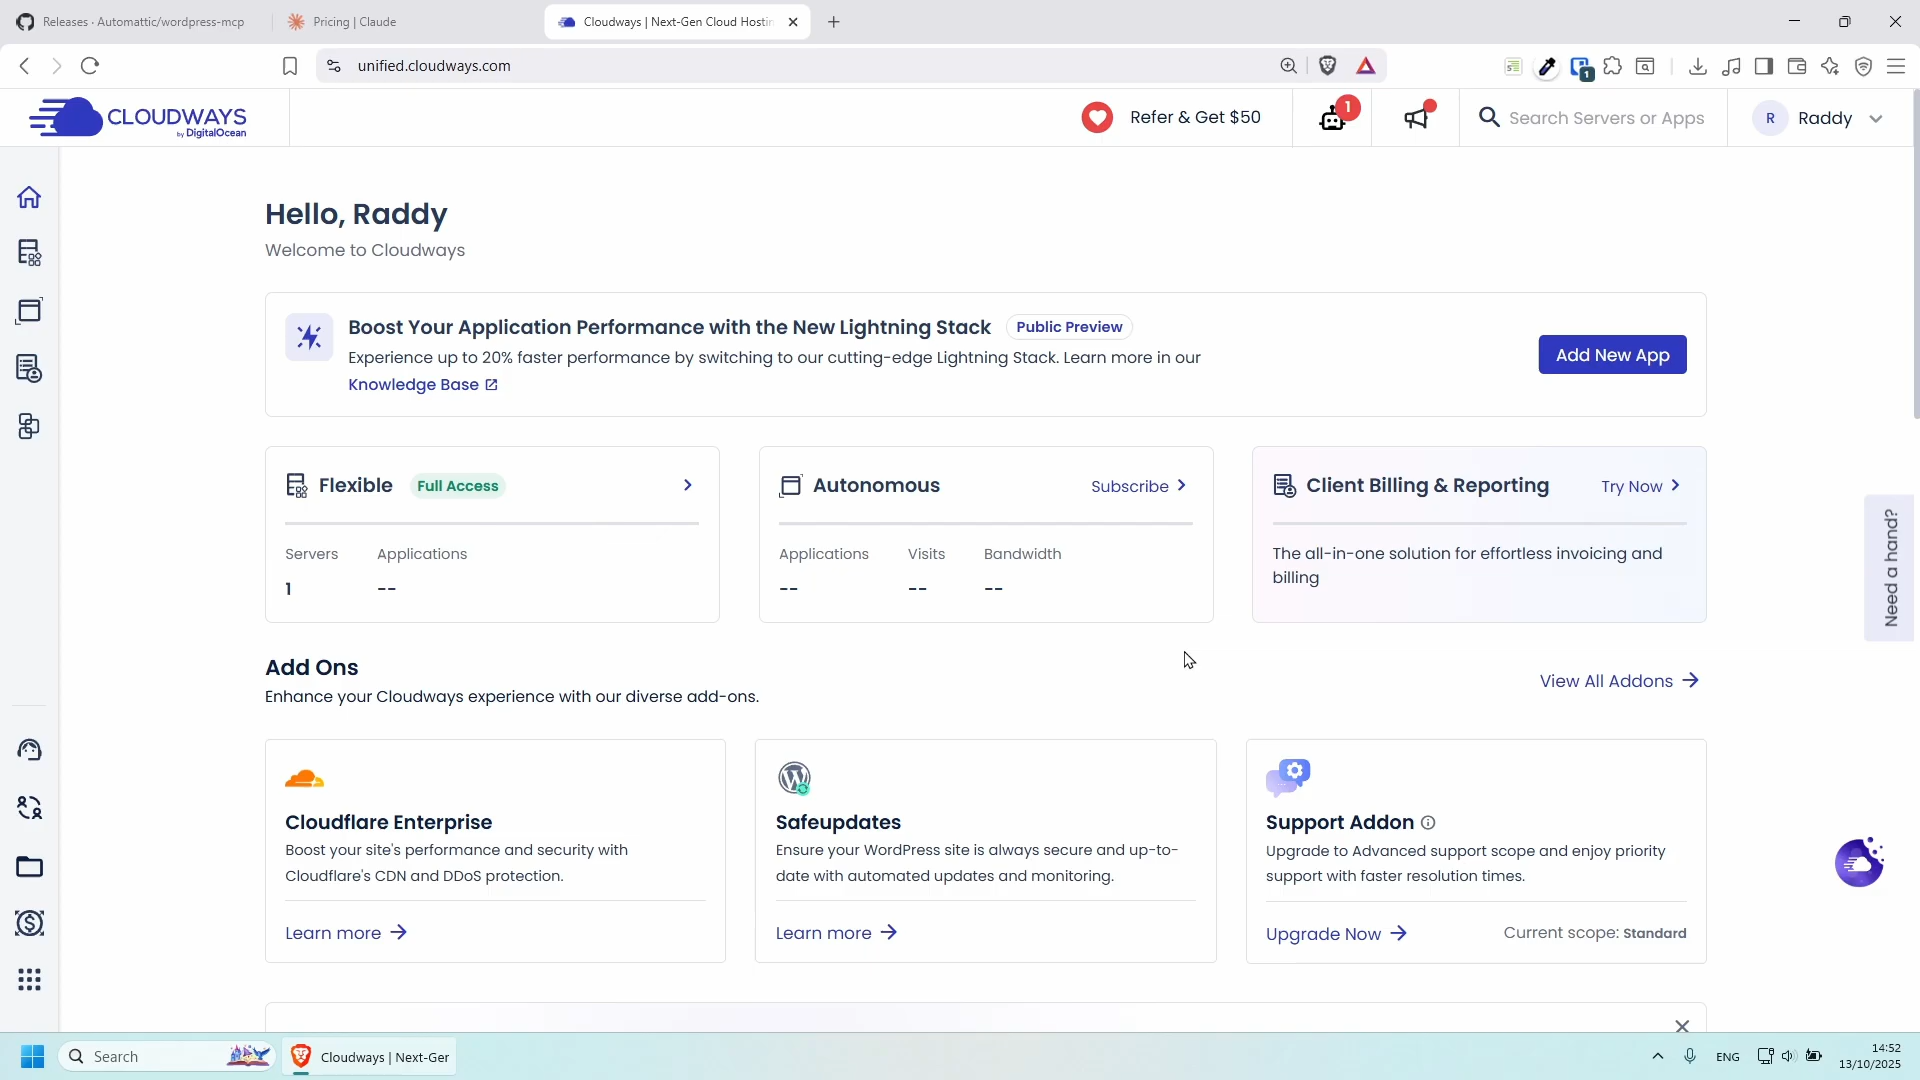 Releases · Automattic/wordpress-mcp
Pricing | Claude
Cloudways | Next-Gen Cloud Hostin
unified.cloudways.com
1
CLOUDWAYS
by DigitalOcean
Refer & Get $50
1
Search Servers or Apps
R
Raddy
Hello, Raddy
Welcome to Cloudways
Boost Your Application Performance with the New Lightning Stack
Public Preview
Experience up to 20% faster performance by switching to our cutting-edge Lightning Stack. Learn more in our
Knowledge Base
Add New App
Flexible
Full Access
Servers
Applications
1
--
Autonomous
Subscribe
Applications
Visits
Bandwidth
--
--
--
Client Billing & Reporting
Try Now
The all-in-one solution for effortless invoicing and
billing
Need a hand?
Add Ons
Enhance your Cloudways experience with our diverse add-ons.
View All Addons
Cloudflare Enterprise
Boost your site's performance and security with
Cloudflare's CDN and DDoS protection.
Learn more
Safeupdates
Ensure your WordPress site is always secure and up-to-
date with automated updates and monitoring.
Learn more
Support Addon
Upgrade to Advanced support scope and enjoy priority
support with faster resolution times.
Upgrade Now
Current scope: Standard
Search
Cloudways | Next-Ger
ENG
14:52
13/10/2025